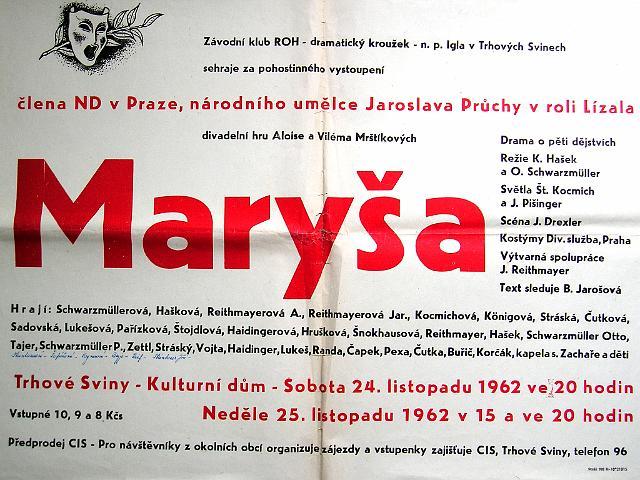 Závodní klub ROH - dramatický kroužek - n. p. Igla v Trhových Svinech
sehraje za pohostinného vystoupení
člena ND v Praze, národního umělce Jaroslava Průchy v roli Lízala
divadelní hru Aloise a Viléma Mrštíkových
Maryša
Drama o pěti dějstvích
Režie K. Hašek
a O. Schwarzmüller
Světla Št. Kocmich
a J. Pišinger
Scéna J. Drexler
Kostýmy Div. služba, Praha
Výtvarná spolupráce
J. Reithmayer
Text sleduje B. Jarošová
Hrají: Schwarzmüllerová, Hašková, Reithmayerová A., Reithmayerová Jar., Kocmichová, Königová, Stráská, Čutková,
Sadovská, Lukešová, Pařízková, Štojdlová, Haidingerová, Hrušková, Šnokhausová, Reithmayer, Hašek, Schwarzmüller Otto,
Tajer, Schwarzmüller P., Zettl, Stráský, Vojta, Haidinger, Lukeš, Randa, Čapek, Pexa, Čutka, Buřič, Korčák, kapela s. Zachaře a děti
Trhové Sviny - Kulturní dům - Sobota 24. listopadu 1962 ve 20 hodin
Vstupné 10, 9 a 8 Kčs
Neděle 25. listopadu 1962 v 15 a ve 20 hodin
Předprodej CIS - Pro návštěvníky z okolních obcí organizuje zájezdy a vstupenky zajišťuje CIS, Trhové Sviny, telefon 96